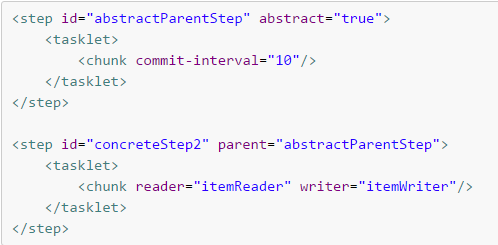 <step id="abstractParentStep" abstract="true">
    <tasklet>
        <chunk commit-interval="10"/>
    </tasklet>
</step>

<step id="concreteStep2" parent="abstractParentStep">
    <tasklet>
        <chunk reader="itemReader" writer="itemWriter"/>
    </tasklet>
</step>